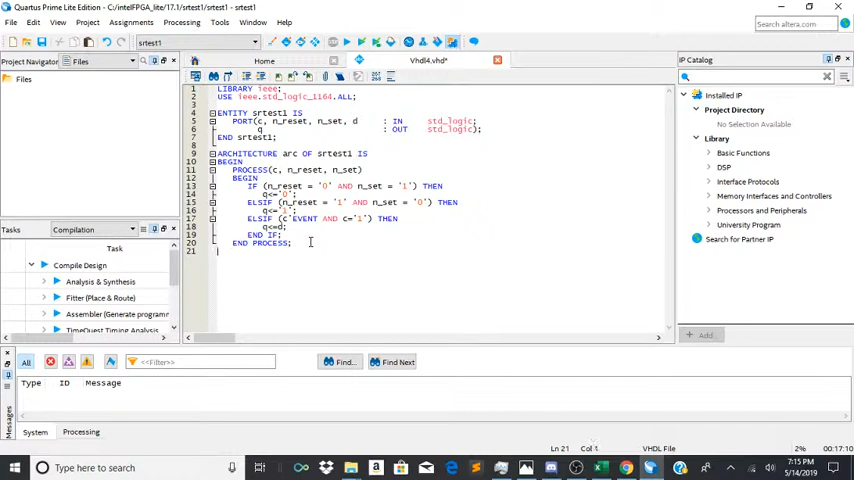 Quartus Prime Lite Edition - C:/intelFPGA_lite/17.1/srtest1/srtest1 - srtest1
File Edit View Project Assignments Processing Tools Window Help
Search altera.com
srtest1
Project Navigator Files
Home
Vhdl4.vhd*
IP Catalog
Files
1 LIBRARY ieee;
2 USE ieee.std_logic_1164.ALL;
3
4 ENTITY srtest1 IS
5 PORT(c, n_reset, n_set, d : IN std_logic;
6 q : OUT std_logic);
7 END srtest1;
8
9 ARCHITECTURE arc OF srtest1 IS
10 BEGIN
11 PROCESS(c, n_reset, n_set)
12 BEGIN
13 IF (n_reset = '0' AND n_set = '1') THEN
14 q<='0';
15 ELSIF (n_reset = '1' AND n_set = '0') THEN
16 q<='1';
17 ELSIF (c'EVENT AND c='1') THEN
18 q<=d;
19 END IF;
20 END PROCESS;
21
Installed IP
Project Directory
No Selection Available
Library
Basic Functions
DSP
Interface Protocols
Memory Interfaces and Controllers
Processors and Peripherals
University Program
Search for Partner IP
Add...
Tasks Compilation
Task
Compile Design
Analysis & Synthesis
Fitter (Place & Route)
Assembler (Generate program
TimeQuest Timing Analysis
All
<<Filter>>
Find...
Find Next
Type ID Message
Messages
System Processing
Ln 21 VHDL File 2% 00:17:10
Type here to search
7:15 PM
5/14/2019